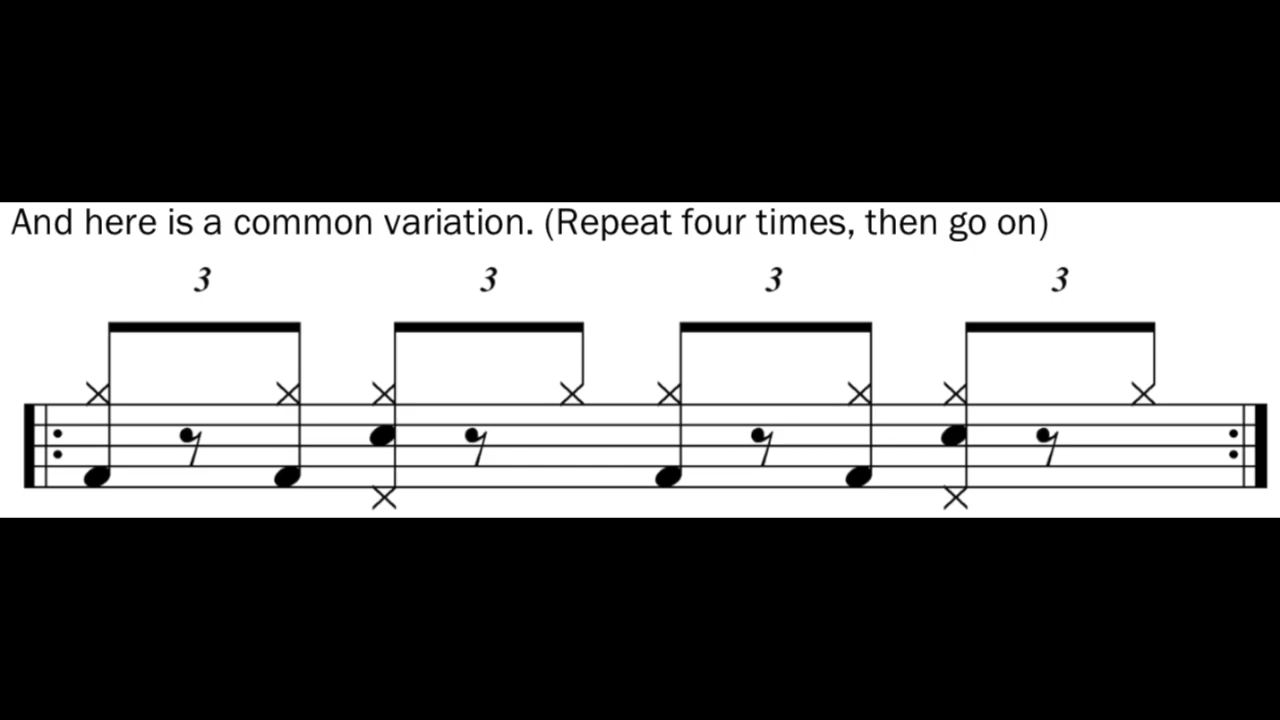 And here is a common variation. (Repeat four times, then go on)
3 3 3 3